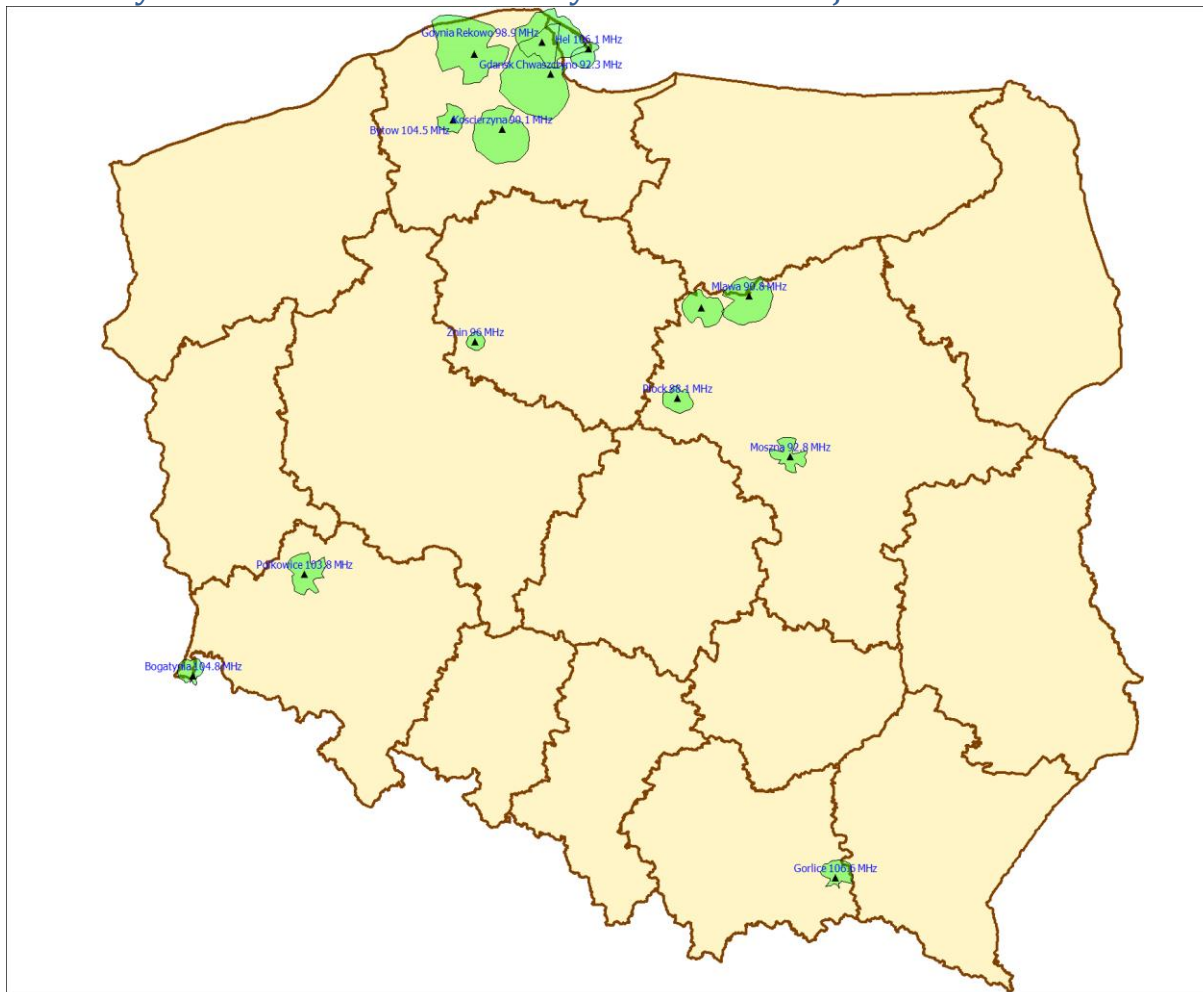 Gdynia Rekowo 98.9 MHz
Hel 106.1 MHz
Gdansk Chwaszczyno 92.3 MHz
Bytow 104.5 MHz
Koscierzyna 90.1 MHz
Mlawa 90.8 MHz
Znin 96 MHz
Plock 88.1 MHz
Moszna 92.8 MHz
Polkowice 103.8 MHz
Bogatynia 104.8 MHz
Gorlice 106.6 MHz